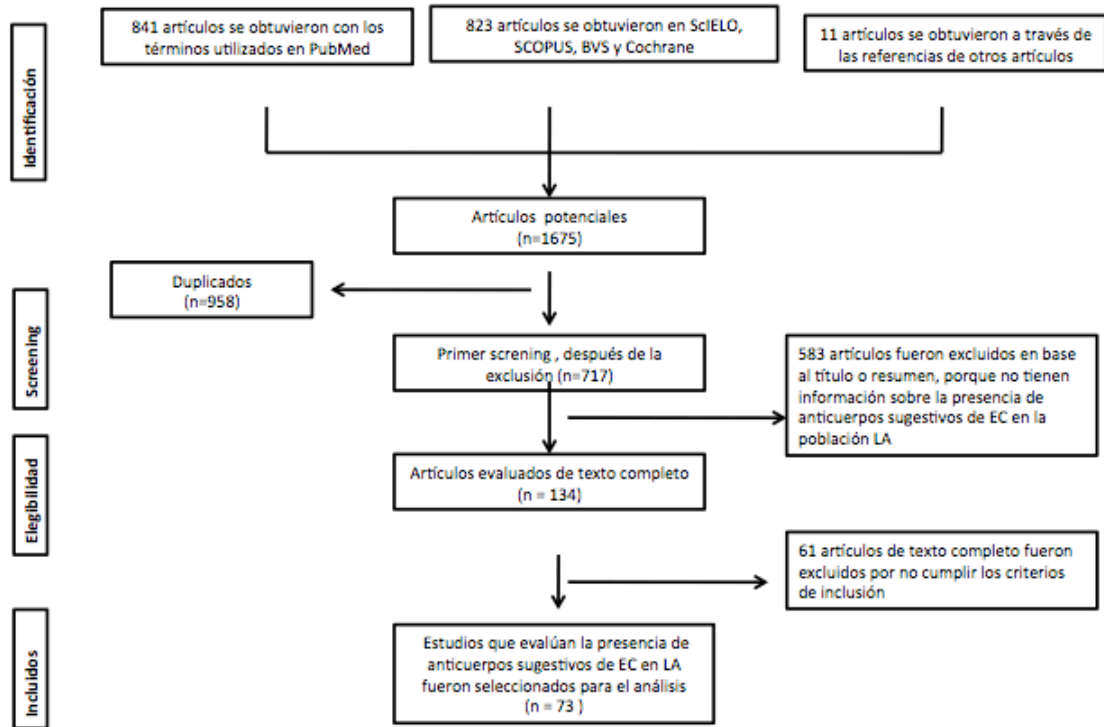 841 artículos se obtuvieron con los
términos utilizados en PubMed
823 artículos se obtuvieron en ScIELO,
SCOPUS, BVS y Cochrane
11 artículos se obtuvieron a través de
las referencias de otros artículos
Identificación
Artículos potenciales
(n=1675)
Duplicados
(n=958)
Screening
Primer screning , después de la
exclusión (n=717)
583 artículos fueron excluidos en base
al título o resumen, porque no tienen
información sobre la presencia de
anticuerpos sugestivos de EC en la
población LA
Elegibilidad
Artículos evaluados de texto completo
(n = 134)
61 artículos de texto completo fueron
excluidos por no cumplir los criterios
de inclusión
Incluidos
Estudios que evalúan la presencia de
anticuerpos sugestivos de EC en LA
fueron seleccionados para el análisis
(n = 73 )